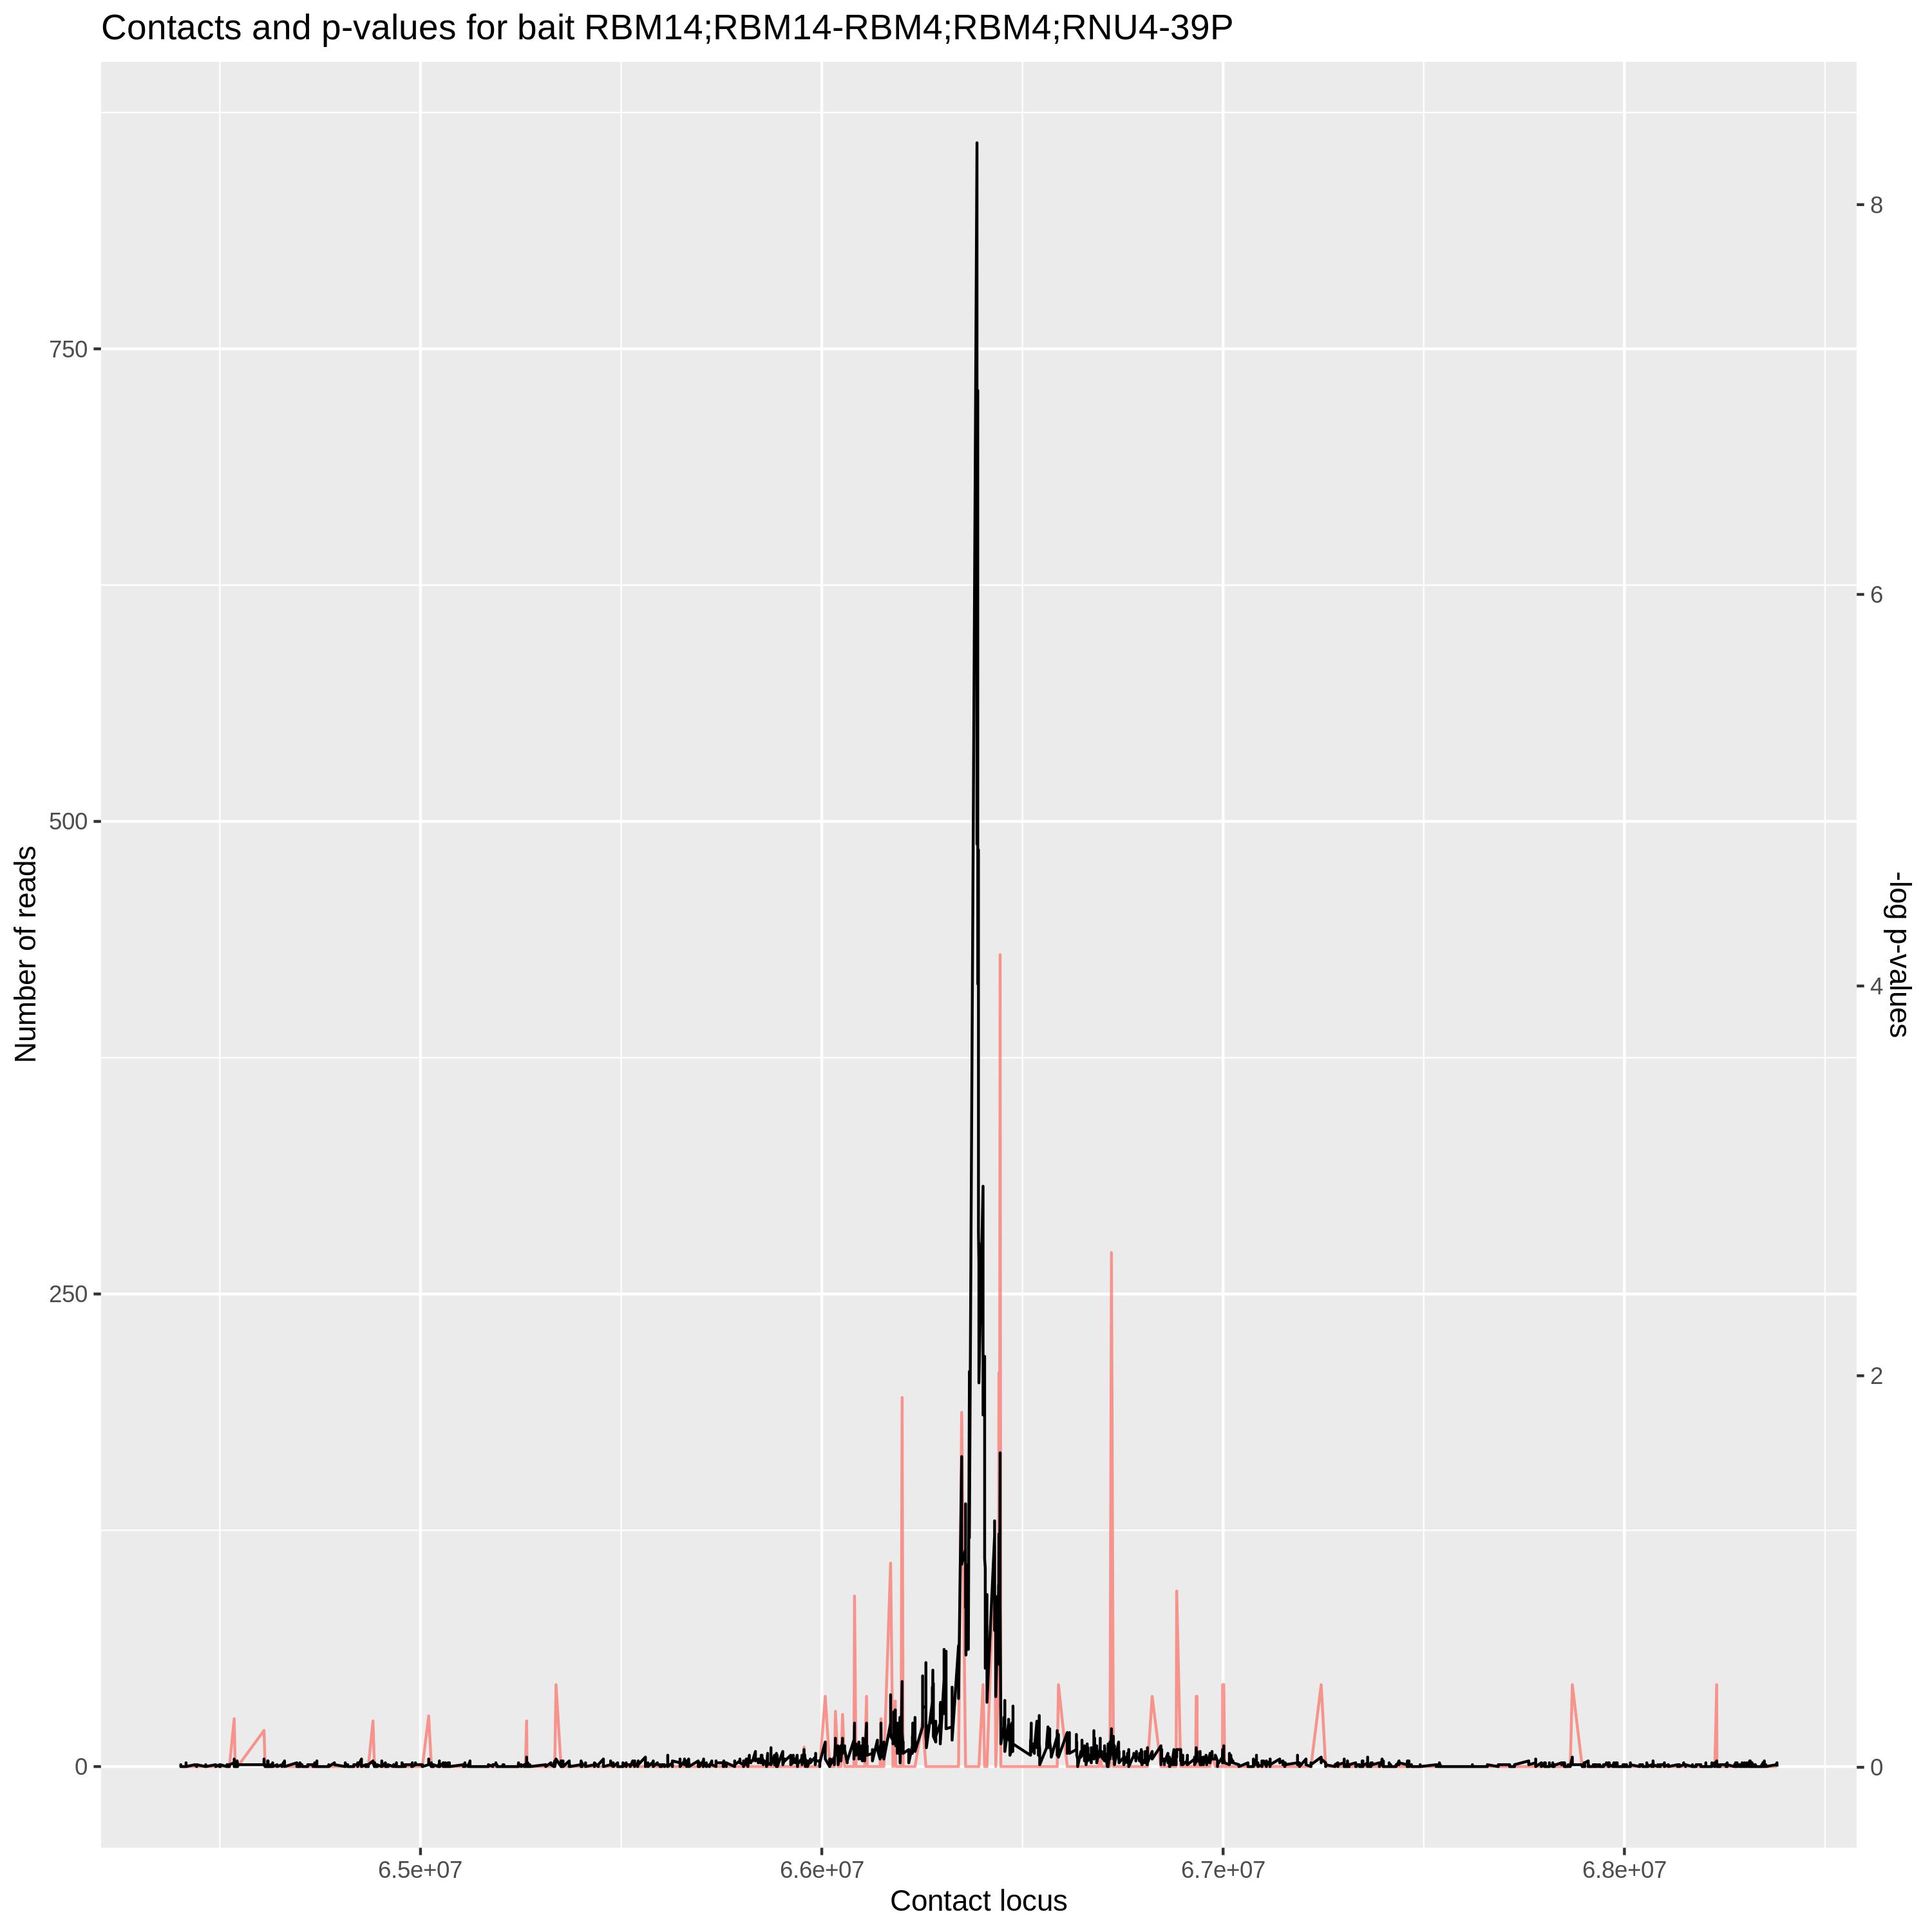 Contacts and p-values for bait RBM14;RBM14-RBM4;RBM4;RNU4-39P
8
750
6
500
Number of reads
-log p-values
4
250
2
0
0
6.5e+07
6.6e+07
6.7e+07
6.8e+07
Contact locus